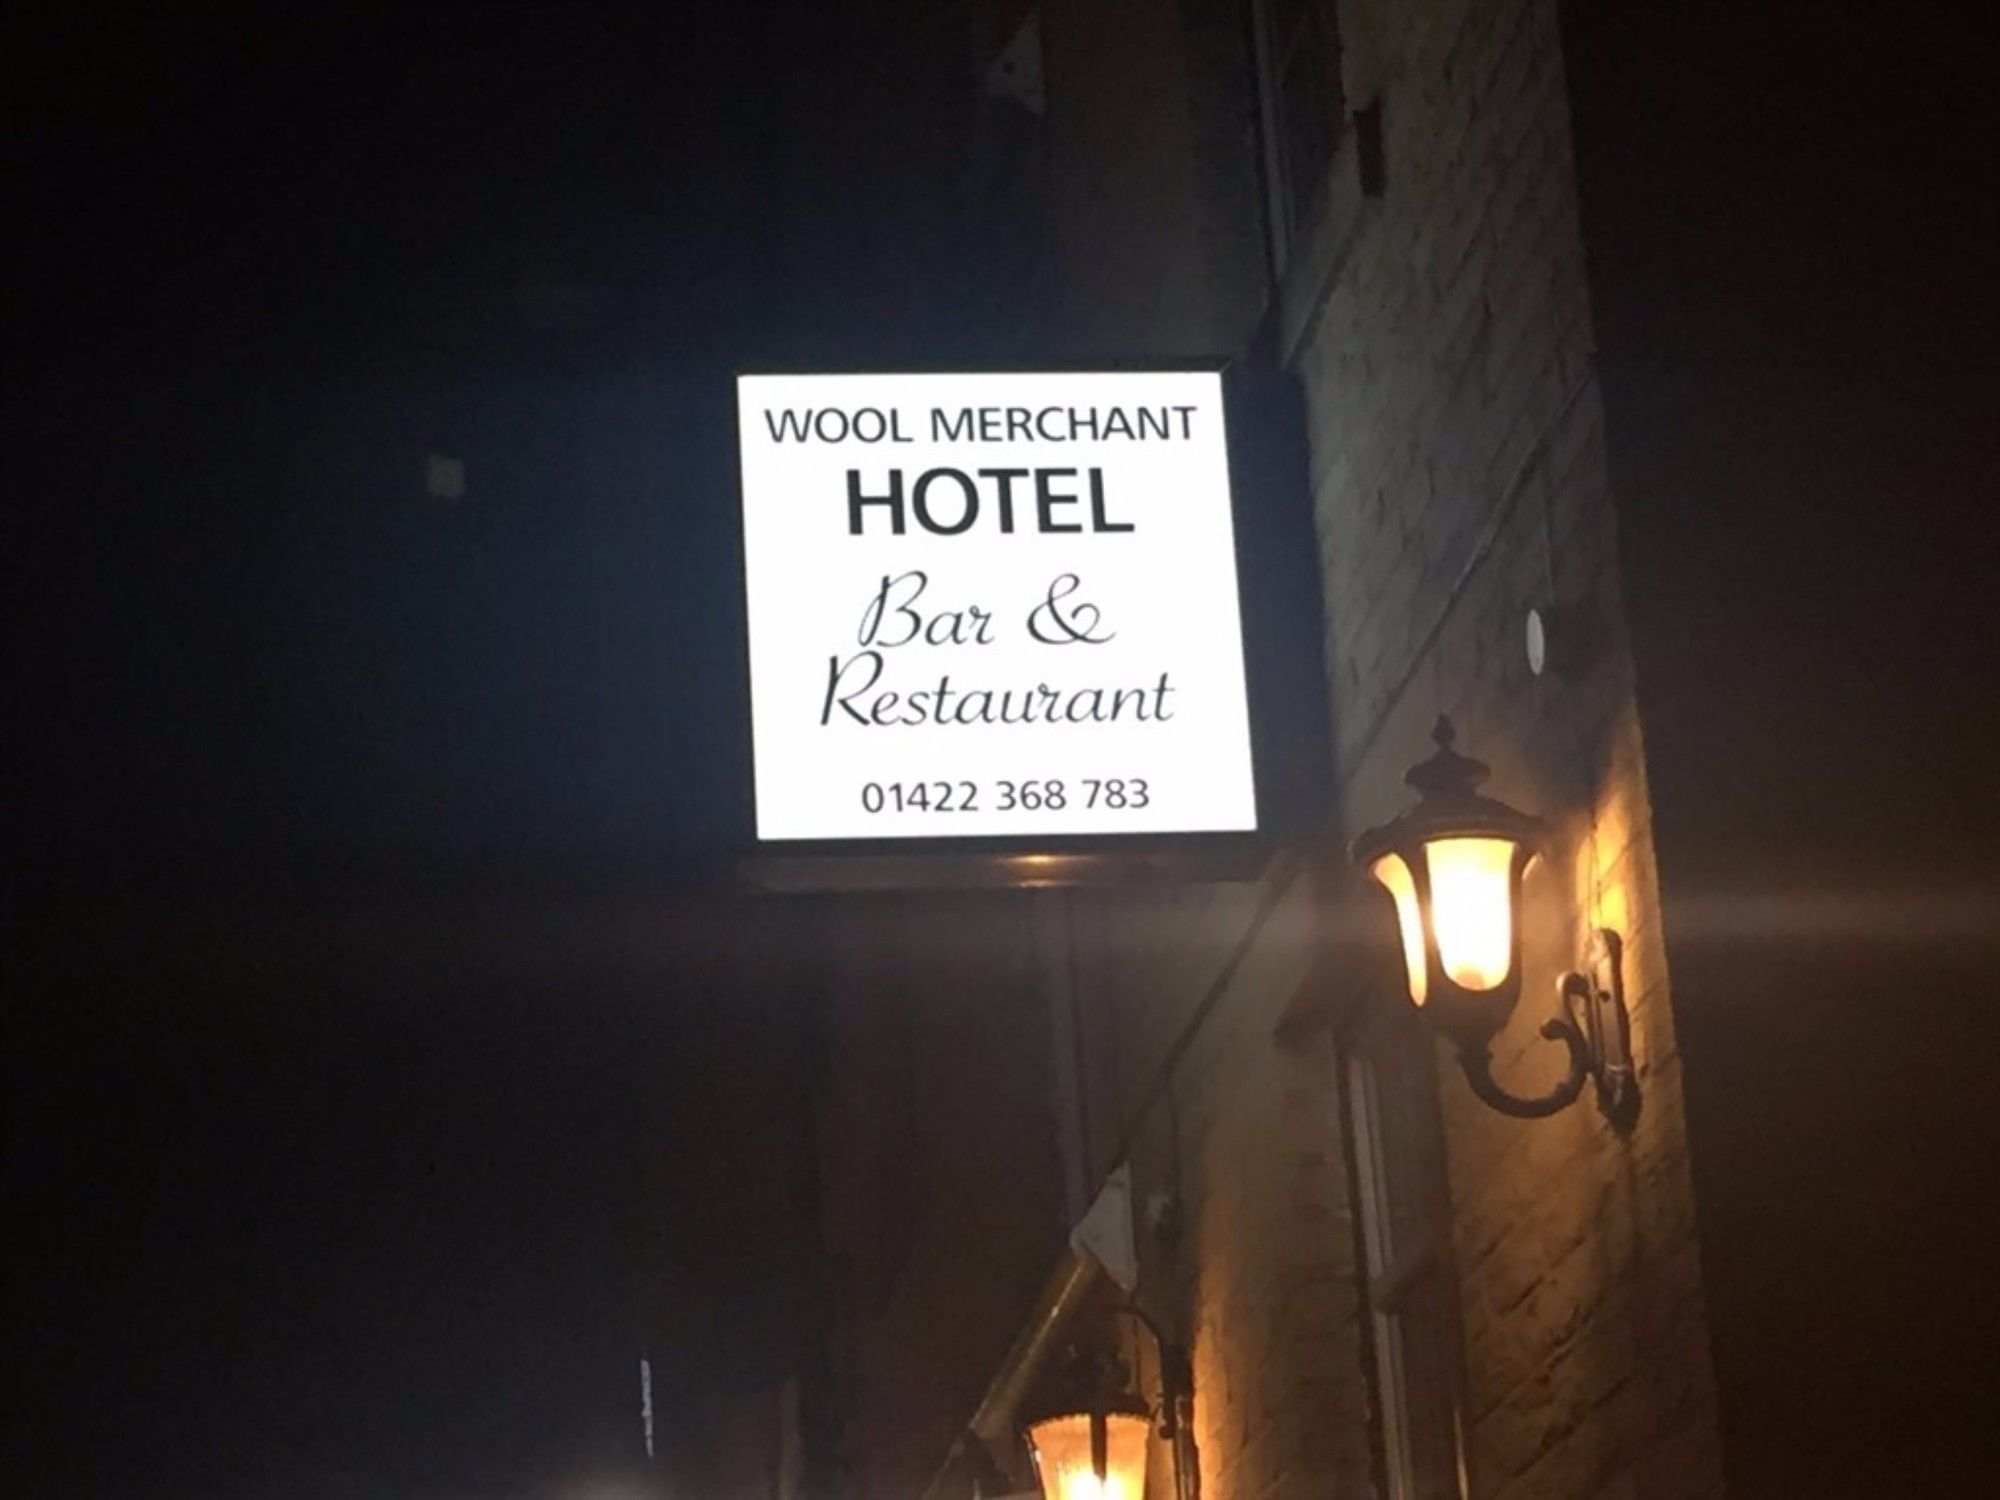 WOOL MERCHANT
HOTEL
Bar &
Restaurant
01422 368 783